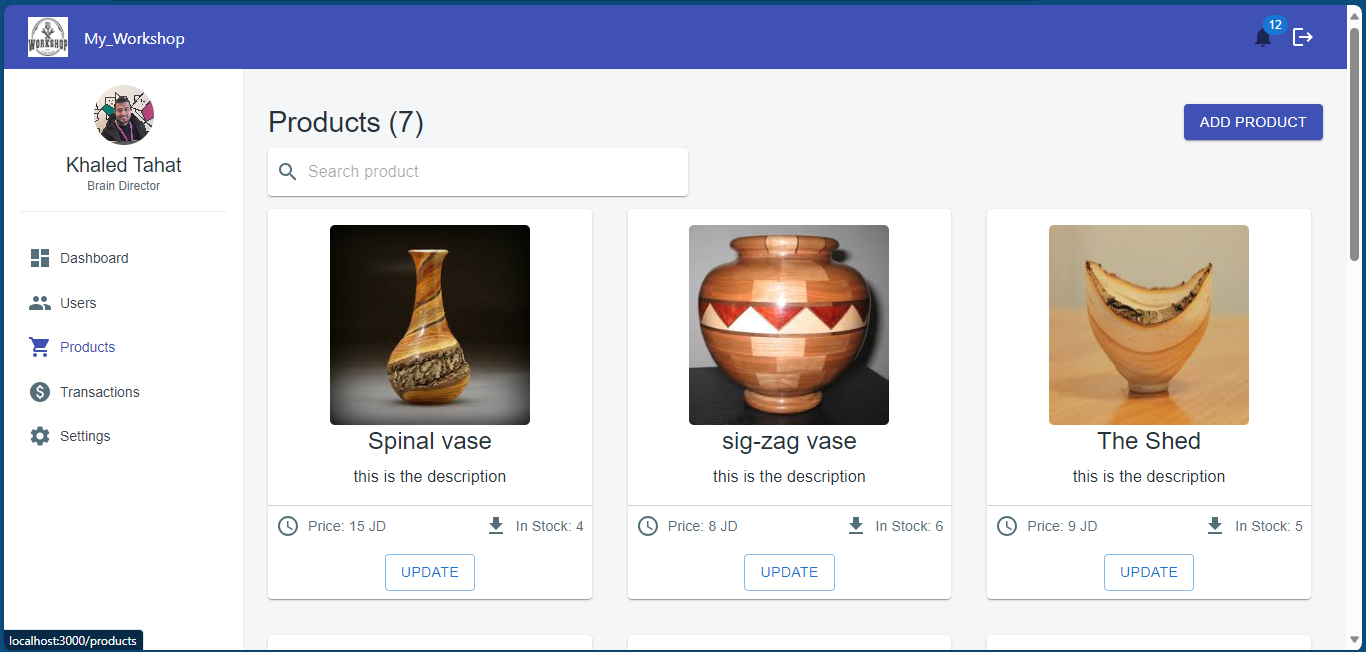 WORKSHOP
My_Workshop
12
Khaled Tahat
Brain Director
Dashboard
Users
Products
Transactions
Settings
Products (7)
ADD PRODUCT
Search product
Spinal vase
this is the description
Price: 15 JD
In Stock: 4
UPDATE
sig-zag vase
this is the description
Price: 8 JD
In Stock: 6
UPDATE
The Shed
this is the description
Price: 9 JD
In Stock: 5
UPDATE
localhost:3000/products